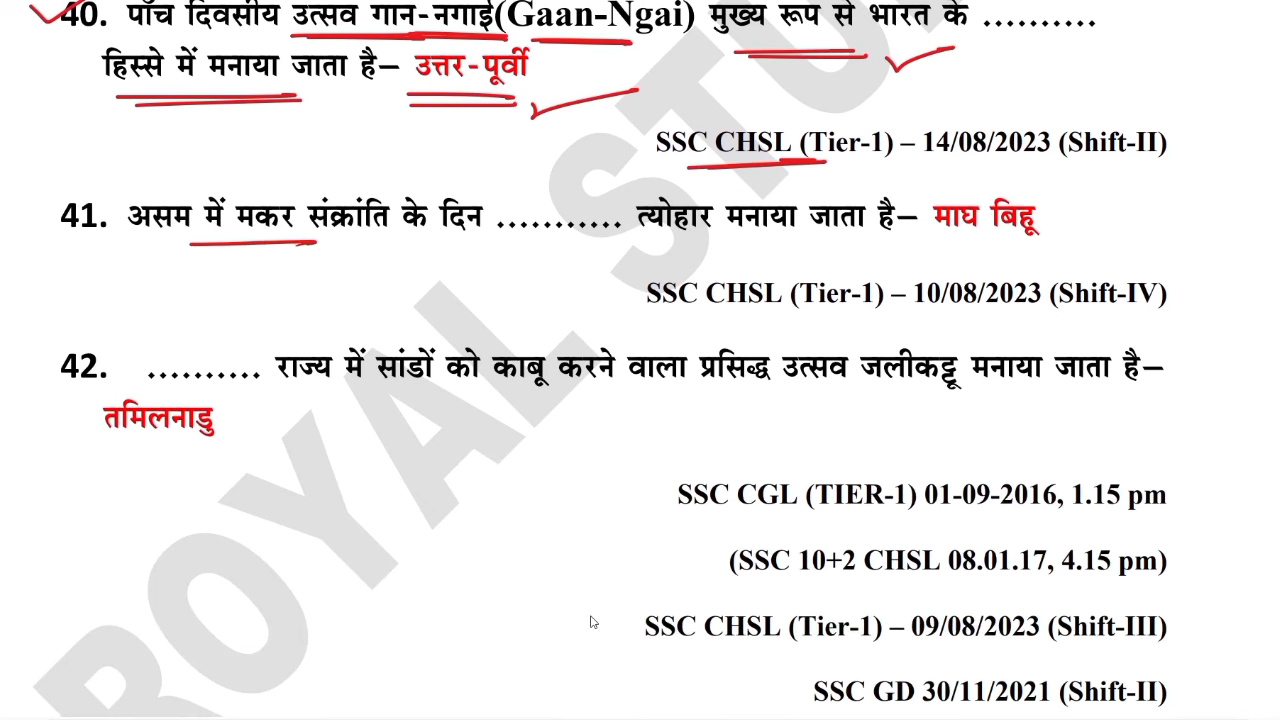 40. पाँच दिवसीय उत्सव गान-नगाई(Gaan-Ngai) मुख्य रूप से भारत के ..........
हिस्से में मनाया जाता है– उत्तर-पूर्वी
SSC CHSL (Tier-1) – 14/08/2023 (Shift-II)
41. असम में मकर संक्रांति के दिन ........... त्योहार मनाया जाता है– माघ बिहू
SSC CHSL (Tier-1) – 10/08/2023 (Shift-IV)
42. .......... राज्य में सांडों को काबू करने वाला प्रसिद्ध उत्सव जलीकट्टू मनाया जाता है–
तमिलनाडु
SSC CGL (TIER-1) 01-09-2016, 1.15 pm
(SSC 10+2 CHSL 08.01.17, 4.15 pm)
SSC CHSL (Tier-1) – 09/08/2023 (Shift-III)
SSC GD 30/11/2021 (Shift-II)
ROYAL STU